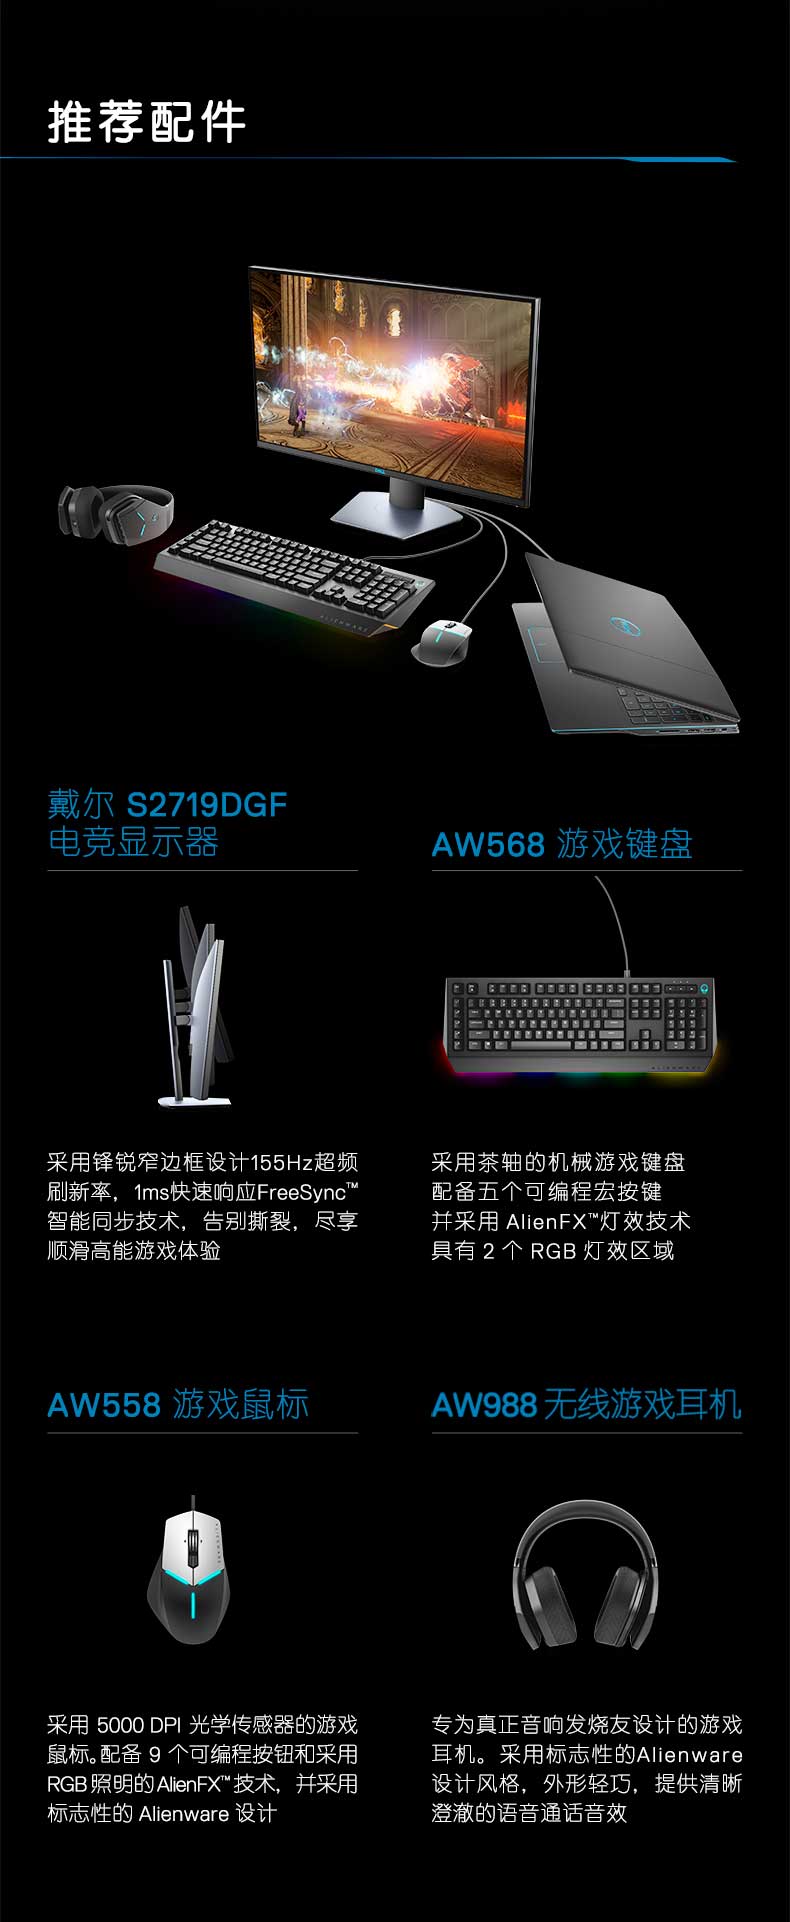 推荐配件
DELL
ALIENWARE
戴尔 S2719DGF
电竞显示器
AW568 游戏键盘
ALIENWARE
采用锋锐窄边框设计155Hz超频
刷新率，1ms快速响应FreeSync™
智能同步技术，告别撕裂，尽享
顺滑高能游戏体验
采用茶轴的机械游戏键盘
配备五个可编程宏按键
并采用 AlienFX™灯效技术
具有 2 个 RGB 灯效区域
AW558 游戏鼠标
AW988 无线游戏耳机
采用 5000 DPI 光学传感器的游戏
鼠标。配备 9 个可编程按钮和采用
RGB照明的AlienFX™技术，并采用
标志性的 Alienware 设计
专为真正音响发烧友设计的游戏
耳机。采用标志性的Alienware
设计风格，外形轻巧，提供清晰
澄澈的语音通话音效